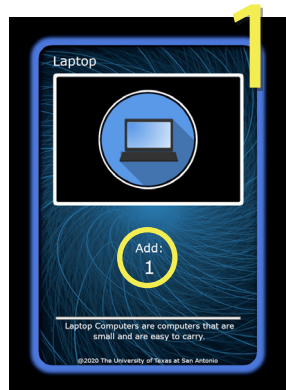 1
Laptop
Add:
1
Laptop Computers are computers that are
small and are easy to carry.
@2020 The University of Texas at San Antonio